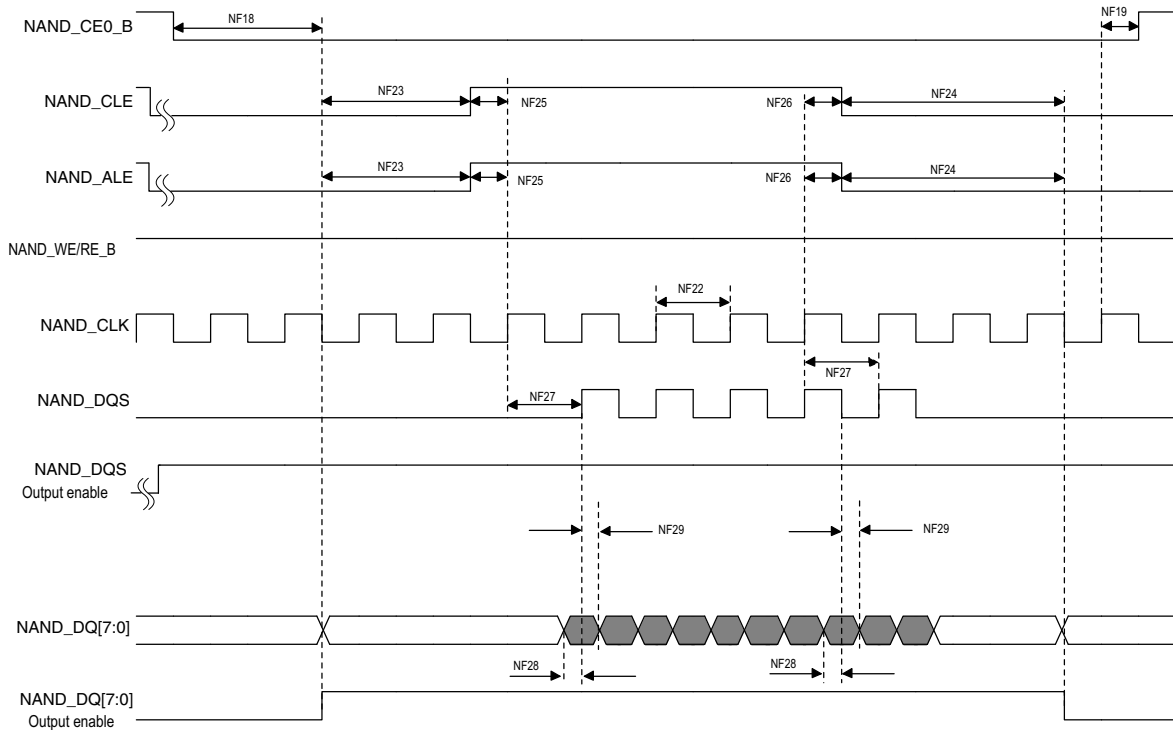 NAND_CE0_B
NF18
NF19
NAND_CLE
NF23
NF25
NF26
NF24
NAND_ALE
NF23
NF25
NF26
NF24
NAND_WE/RE_B
NF22
NAND_CLK
NF27
NAND_DQS
NF27
NAND_DQS
Output enable
NF29
NF29
NAND_DQ[7:0]
NF28
NF28
NAND_DQ[7:0]
Output enable